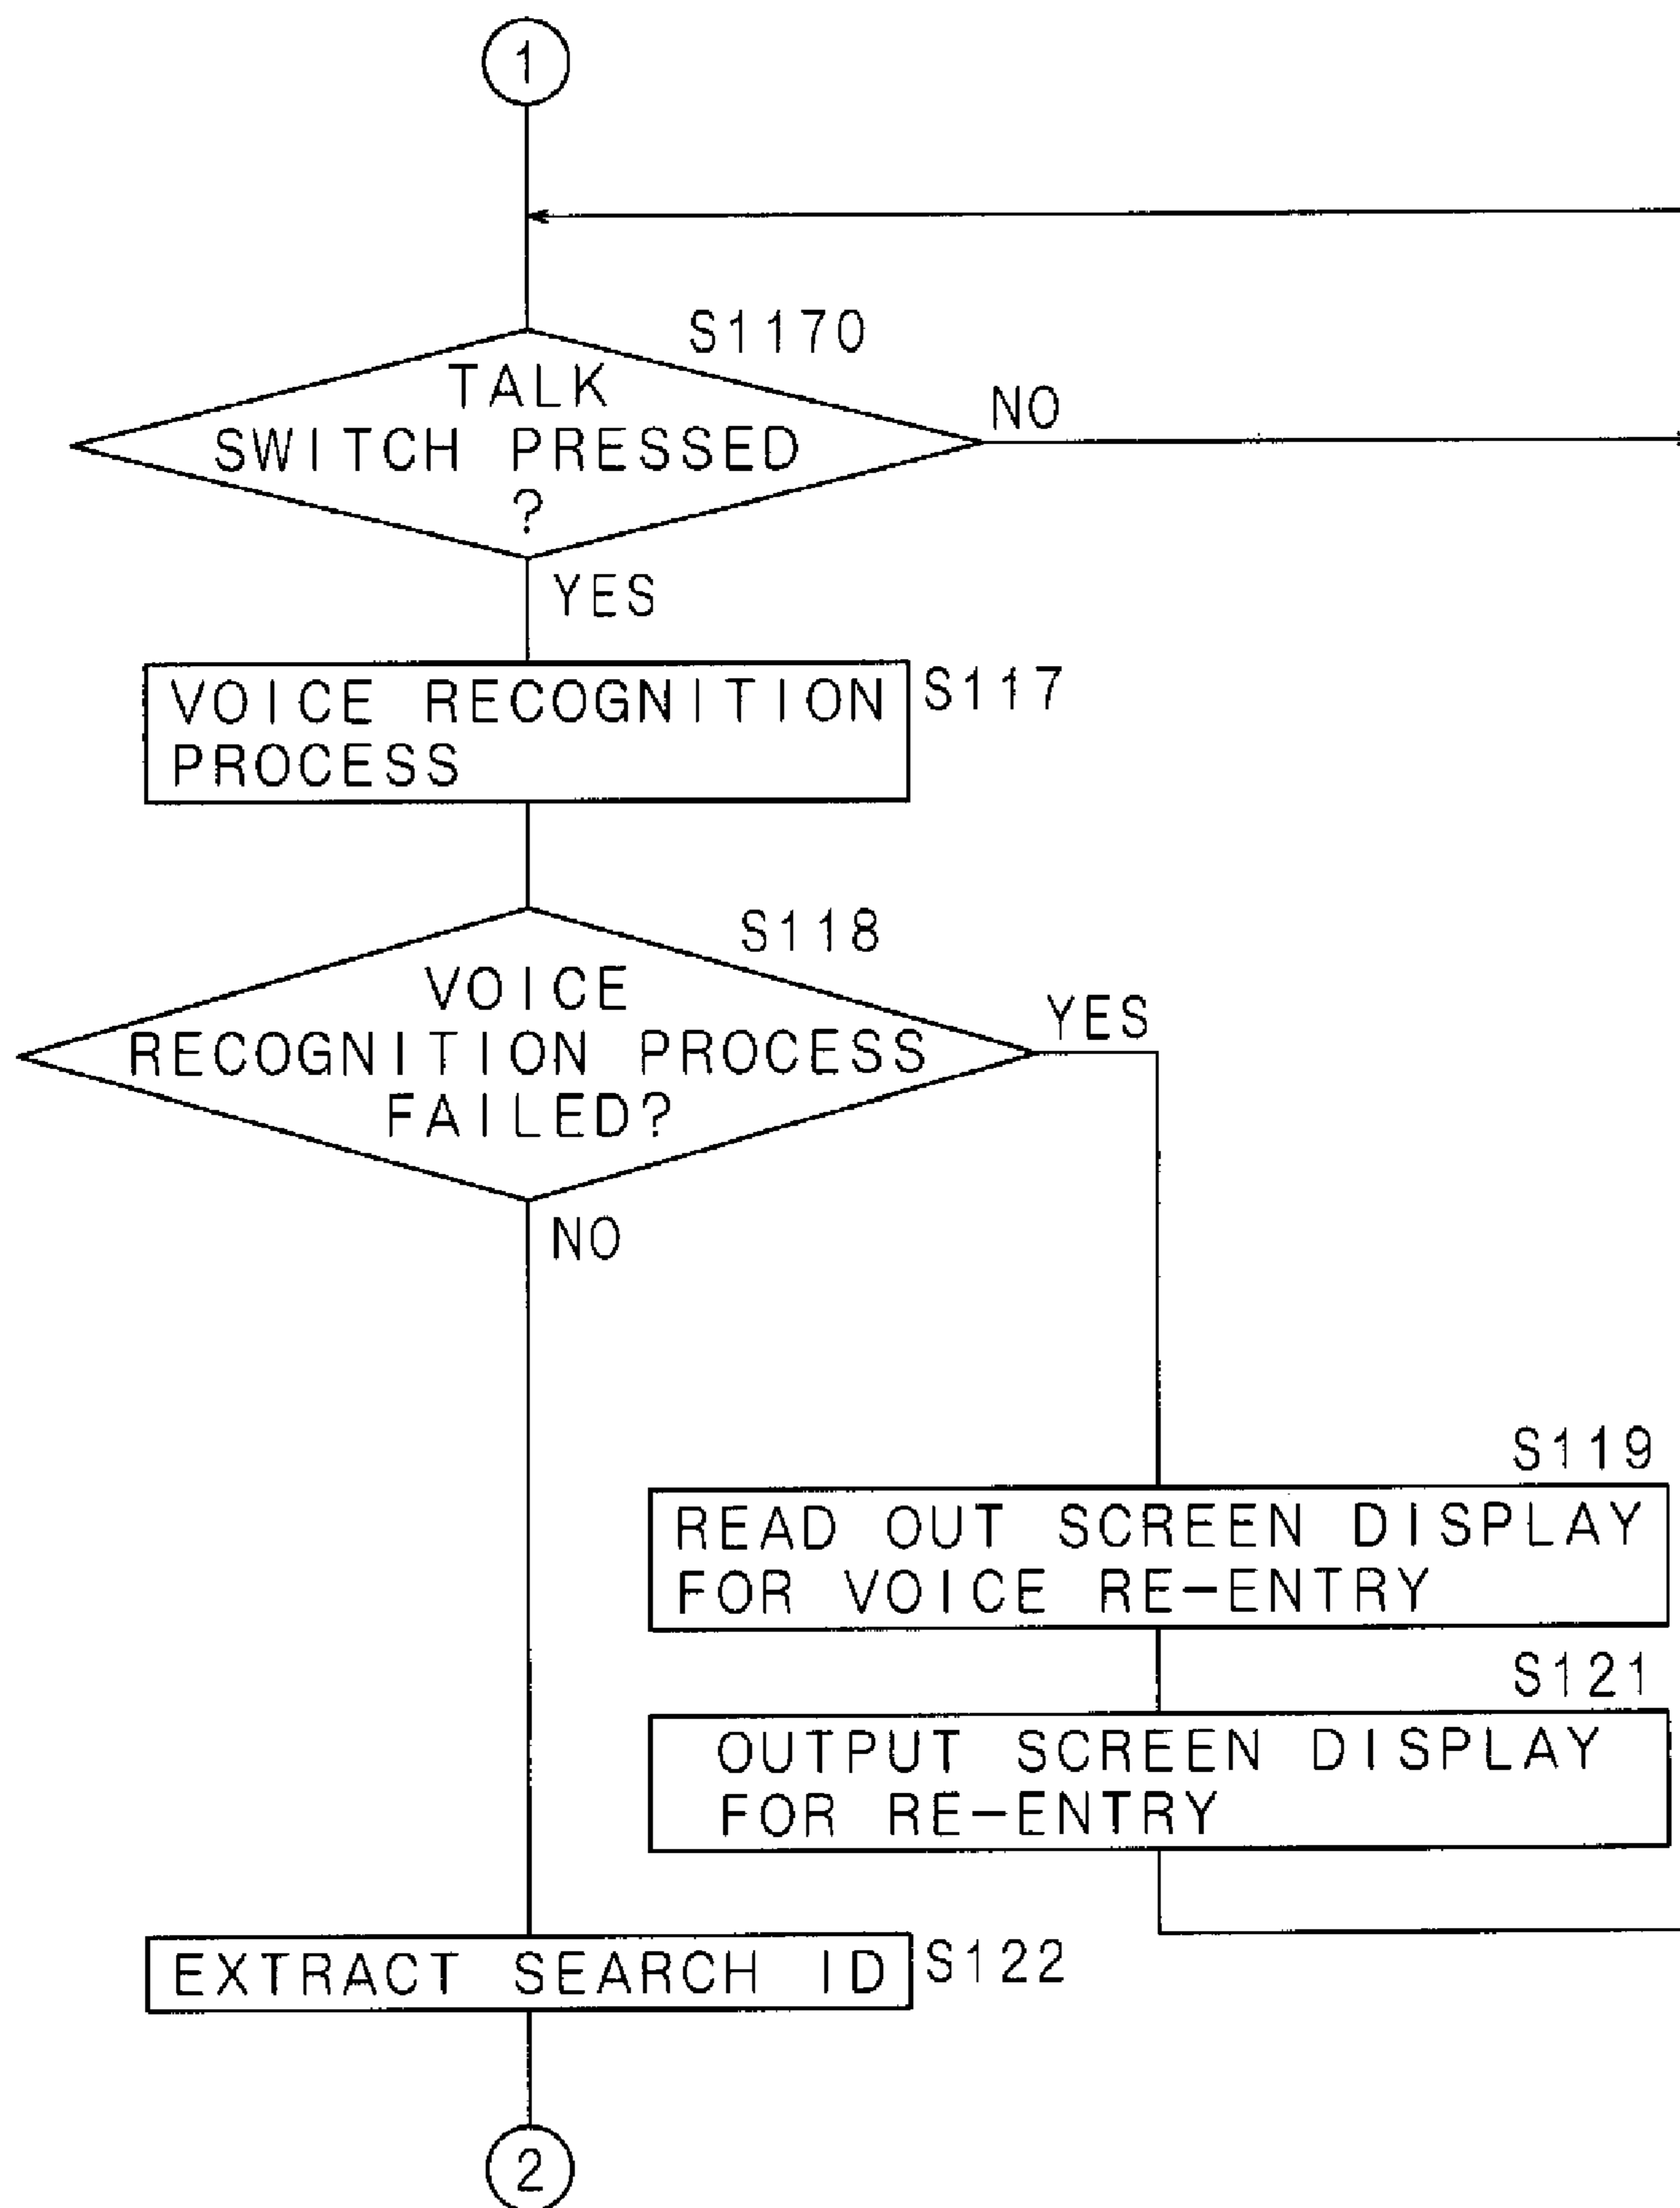 1
S1170
TALK
SWITCH PRESSED
?
NO
YES
VOICE RECOGNITION
PROCESS
S117
S118
VOICE
RECOGNITION PROCESS
FAILED?
YES
NO
S119
READ OUT SCREEN DISPLAY
FOR VOICE RE-ENTRY
S121
OUTPUT SCREEN DISPLAY
FOR RE-ENTRY
EXTRACT SEARCH ID
S122
2